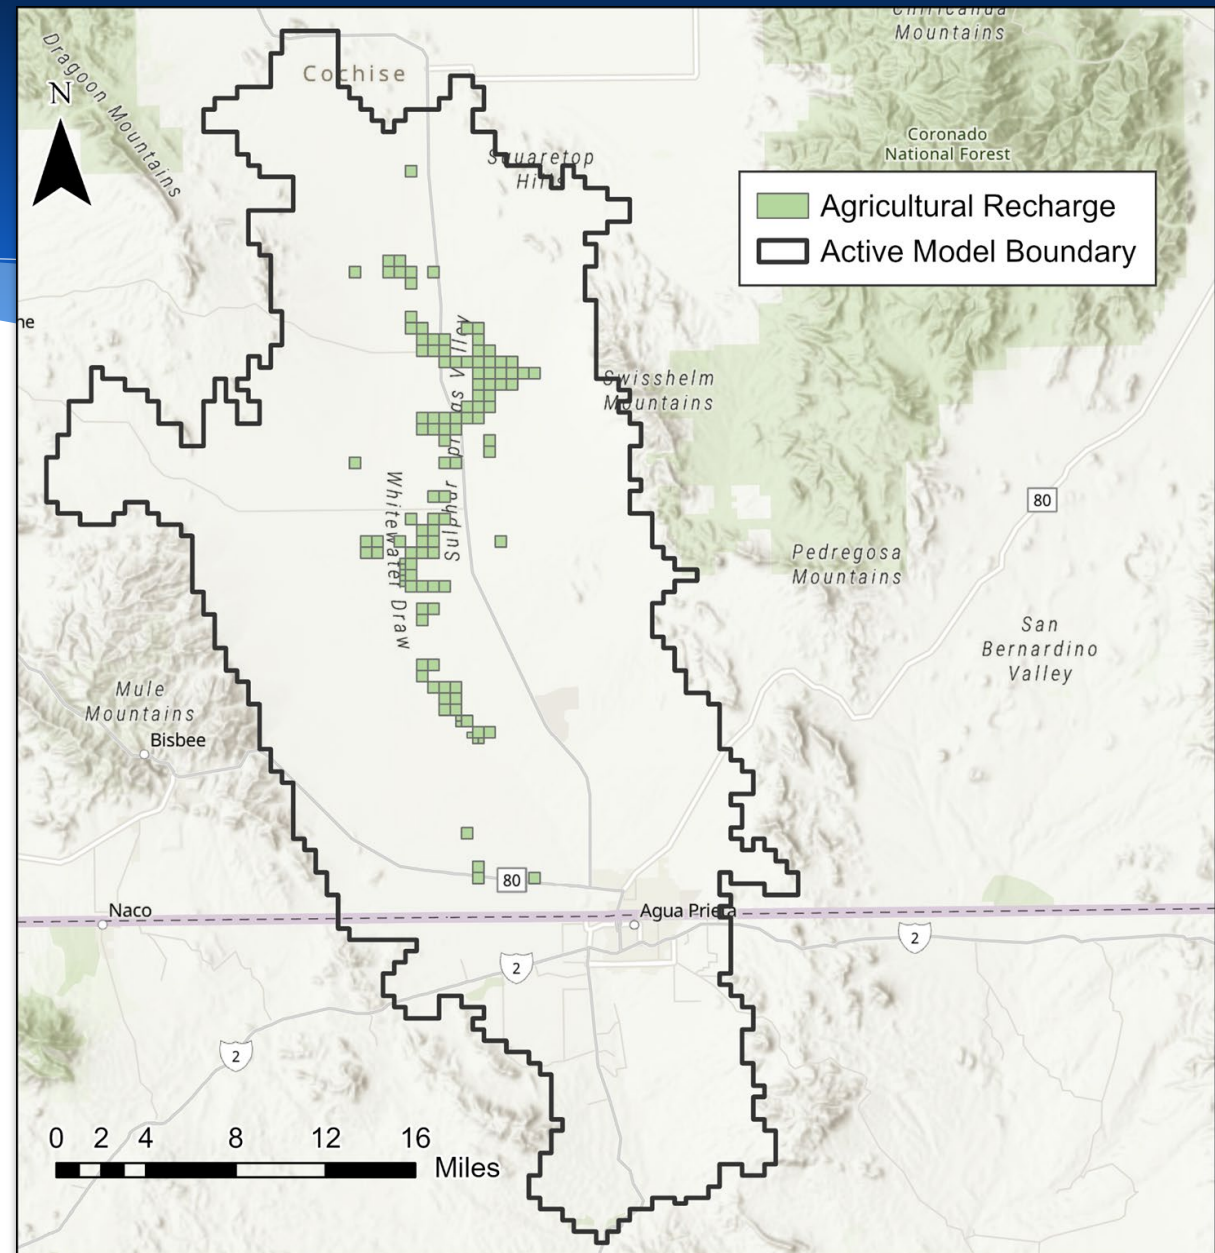 Chiricahua
Mountains
Dragoon Mountains
N
Cochise
Coronado
National Forest
Squaretop
Hills
Agricultural Recharge
Active Model Boundary
ne
Swisshelm
Mountains
Sulphur Springs Valley
Whitewater Draw
80
Pedregosa
Mountains
San
Bernardino
Valley
Mule
Mountains
Bisbee
80
Naco
Agua Prieta
2
2
2
0 2 4 8 12 16
Miles